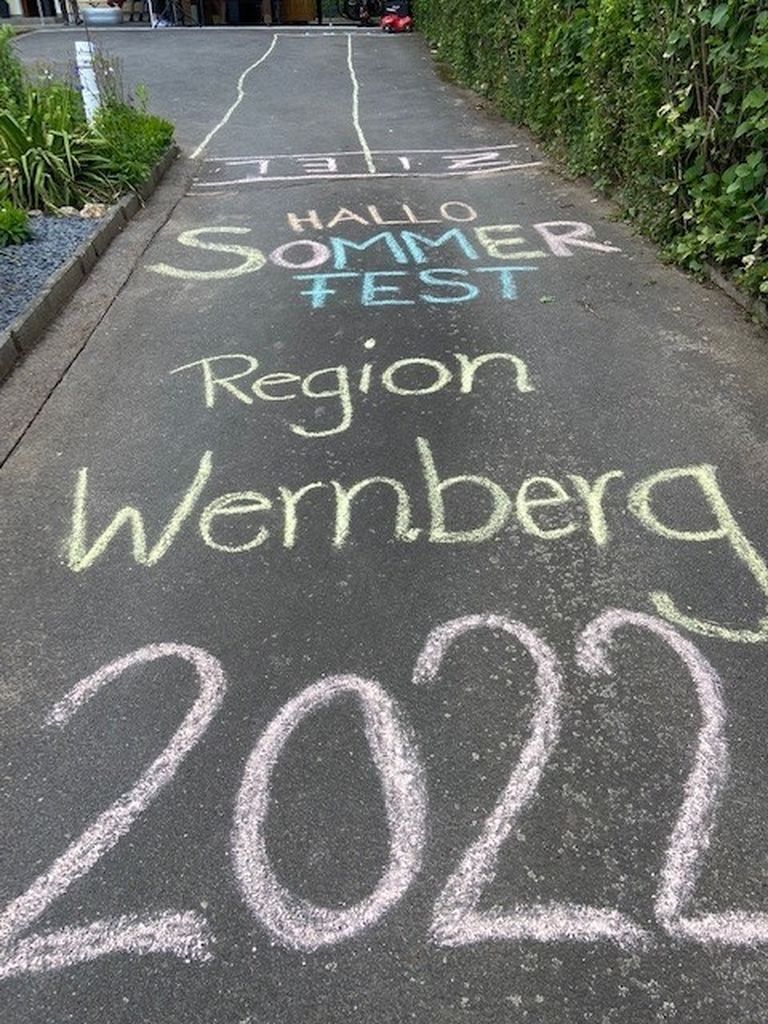 ZIEL
HALLO
SOMMER
FEST
Region
Wernberg
2022